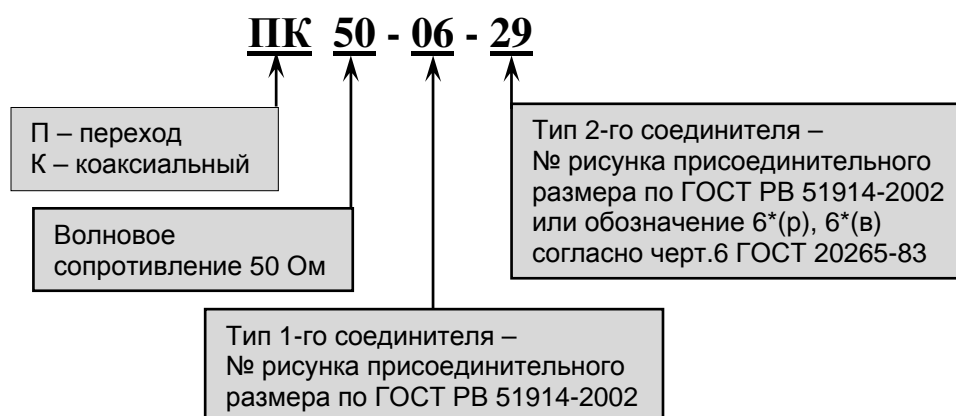 ПК 50 - 06 - 29
П – переход
К – коаксиальный
Волновое
сопротивление 50 Ом
Тип 1-го соединителя –
№ рисунка присоединительного
размера по ГОСТ РВ 51914-2002
Тип 2-го соединителя –
№ рисунка присоединительного
размера по ГОСТ РВ 51914-2002
или обозначение 6*(р), 6*(в)
согласно черт.6 ГОСТ 20265-83